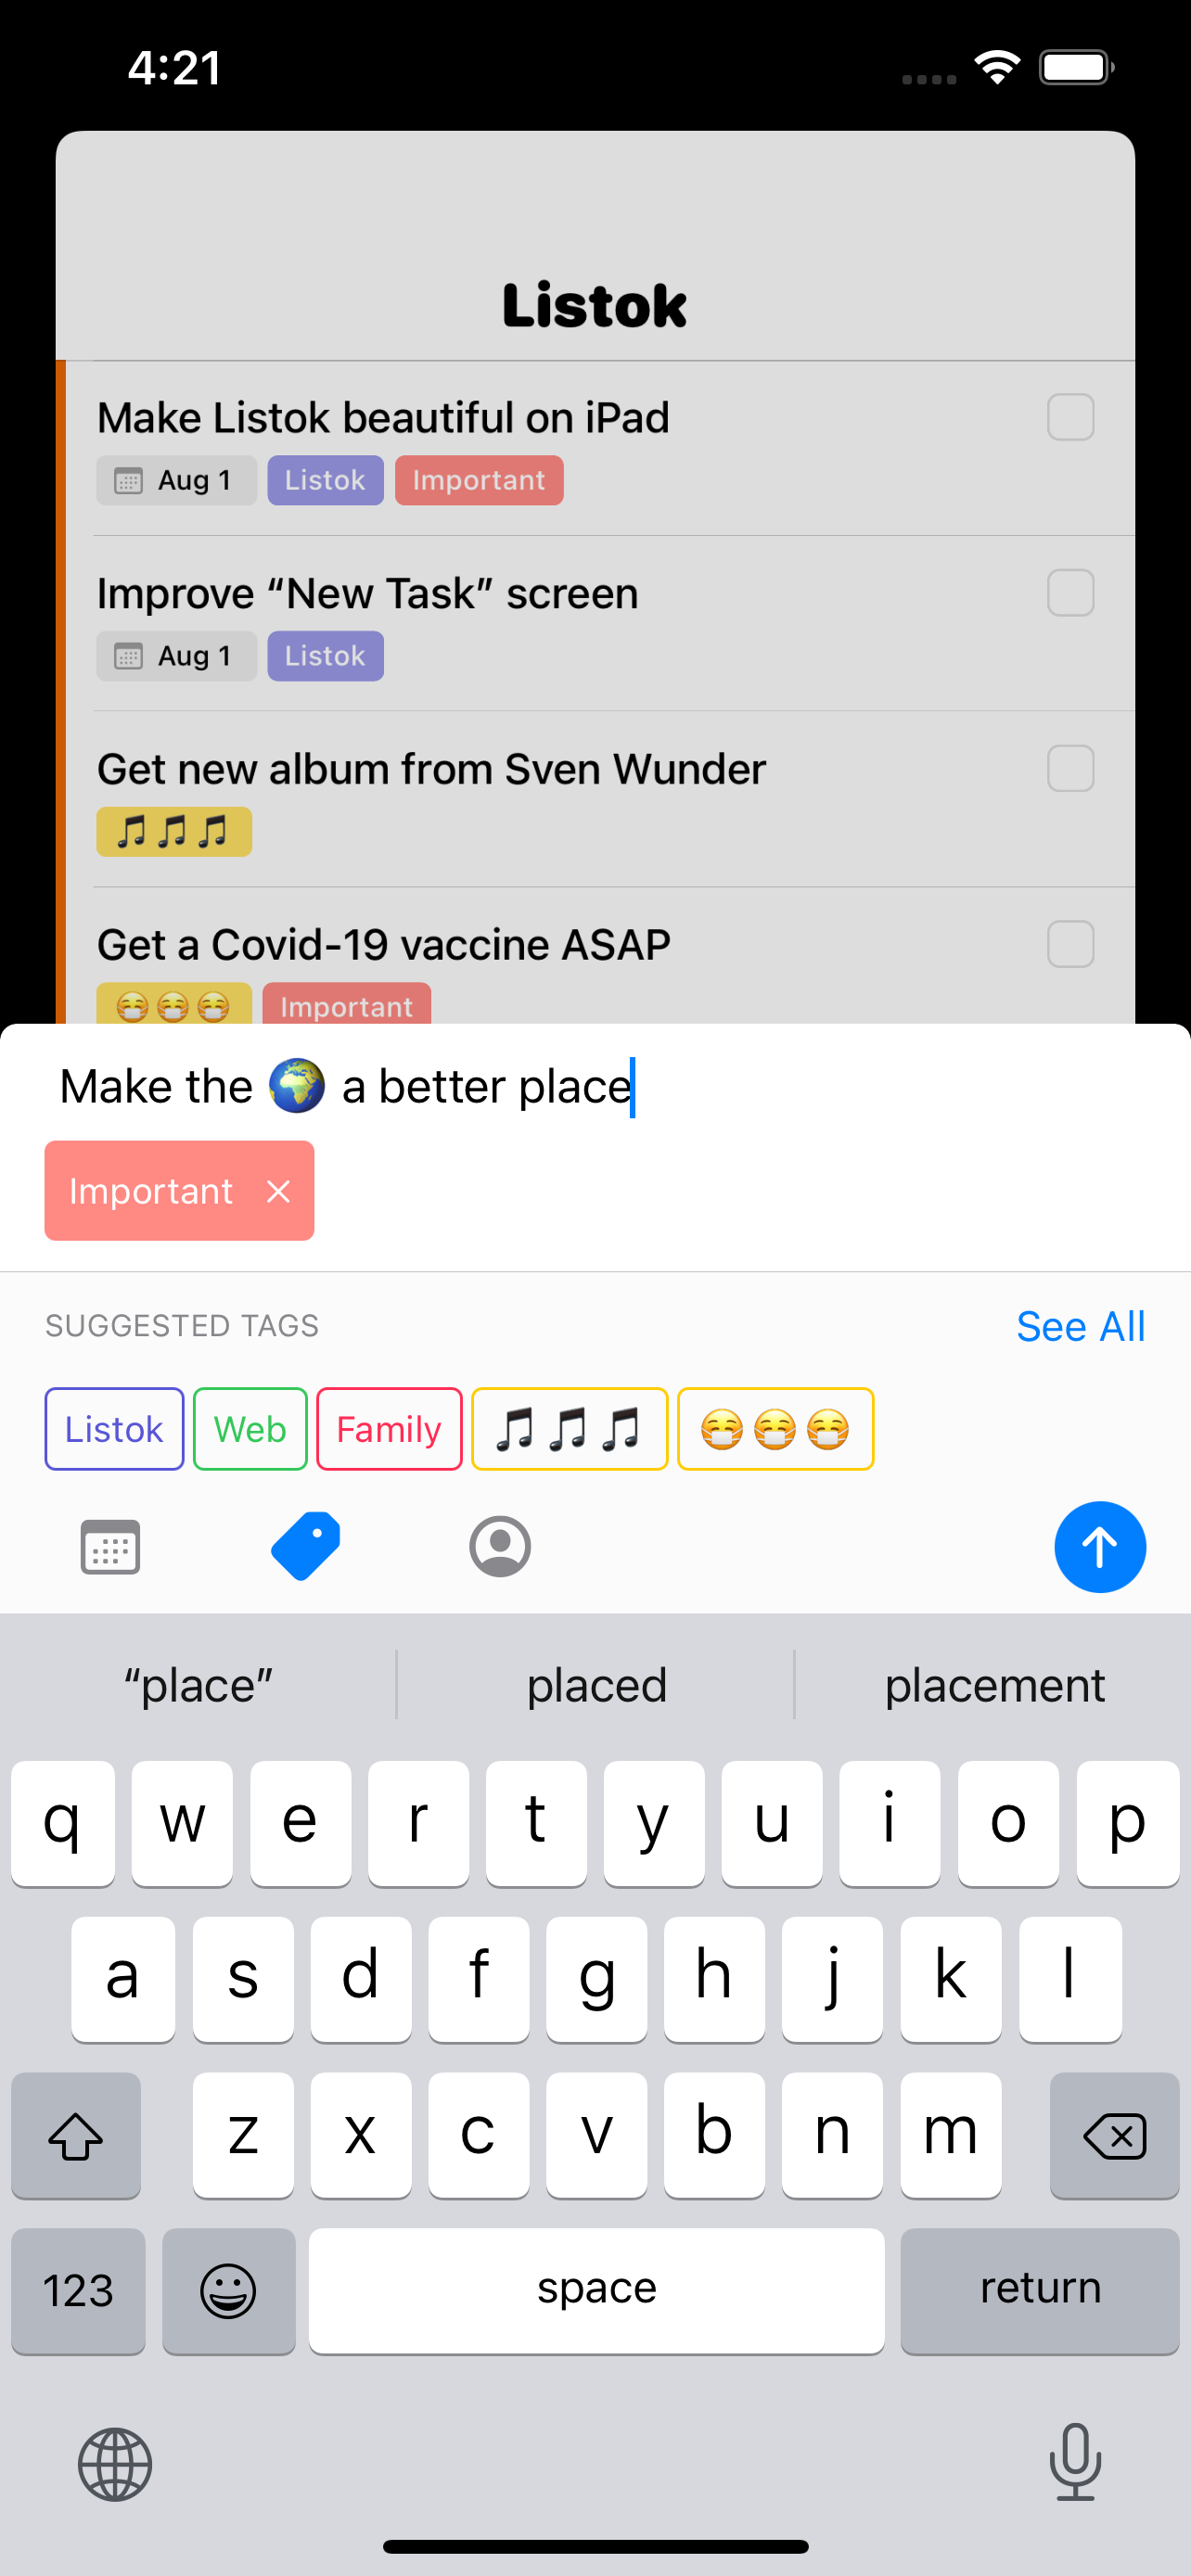 4:21
Listok
Make Listok beautiful on iPad
Aug 1 Listok Important
Improve “New Task” screen
Aug 1 Listok
Get new album from Sven Wunder
🎵🎵🎵
Get a Covid-19 vaccine ASAP
😷😷😷 Important
Make the 🌍 a better place
Important ×
SUGGESTED TAGS See All
Listok Web Family 🎵🎵🎵 😷😷😷
“place” placed placement
q w e r t y u i o p
a s d f g h j k l
z x c v b n m
123 space return